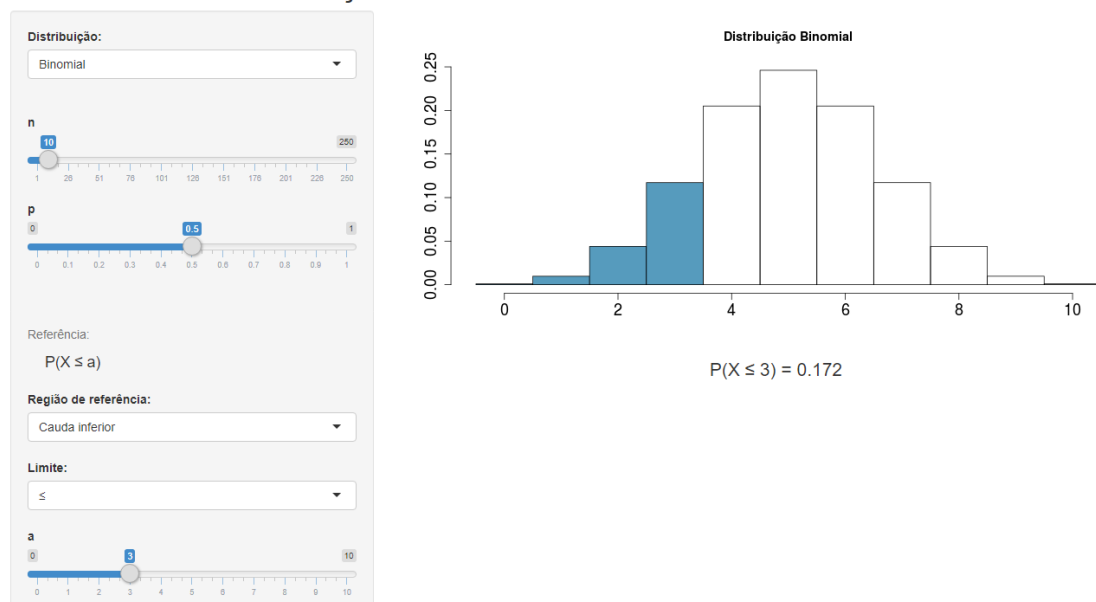 Distribuição:
Binomial
n
10
250
1 26 51 76 101 126 151 176 201 226 250
p
0
0.5
1
0 0.1 0.2 0.3 0.4 0.5 0.6 0.7 0.8 0.9 1
Referência:
P(X ≤ a)
Região de referência:
Cauda inferior
Limite:
≤
a
0
3
10
0 1 2 3 4 5 6 7 8 9 10
Distribuição Binomial
0.25
0.20
0.15
0.10
0.05
0.00
0 2 4 6 8 10
P(X ≤ 3) = 0.172